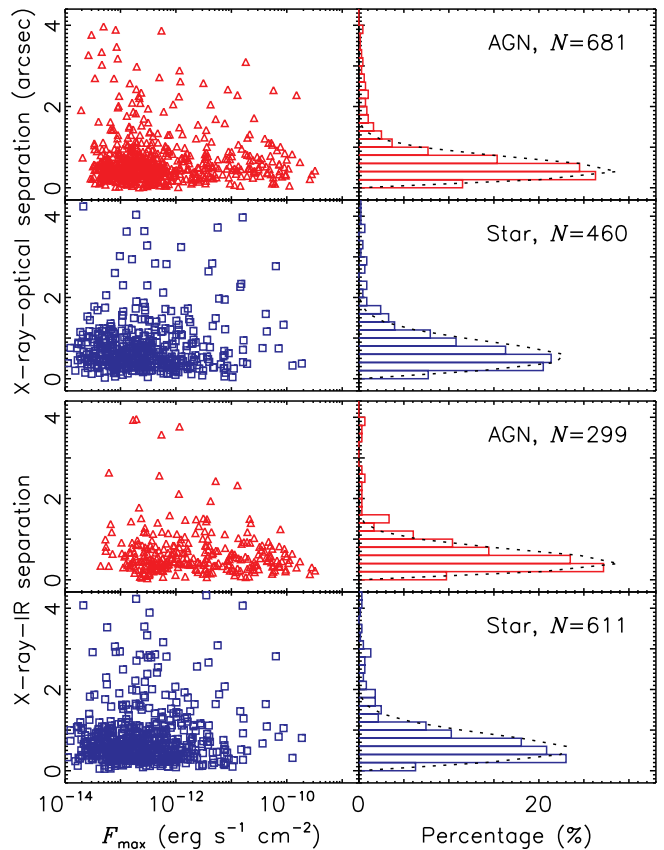 X-ray-optical separation (arcsec)
X-ray-IR separation
4
2
0
AGN, N=681
4
2
0
Star, N=460
4
2
0
AGN, N=299
4
2
0
Star, N=611
10⁻¹⁴ 10⁻¹² 10⁻¹⁰ 0 20
Fmax (erg s⁻¹ cm⁻²) Percentage (%)